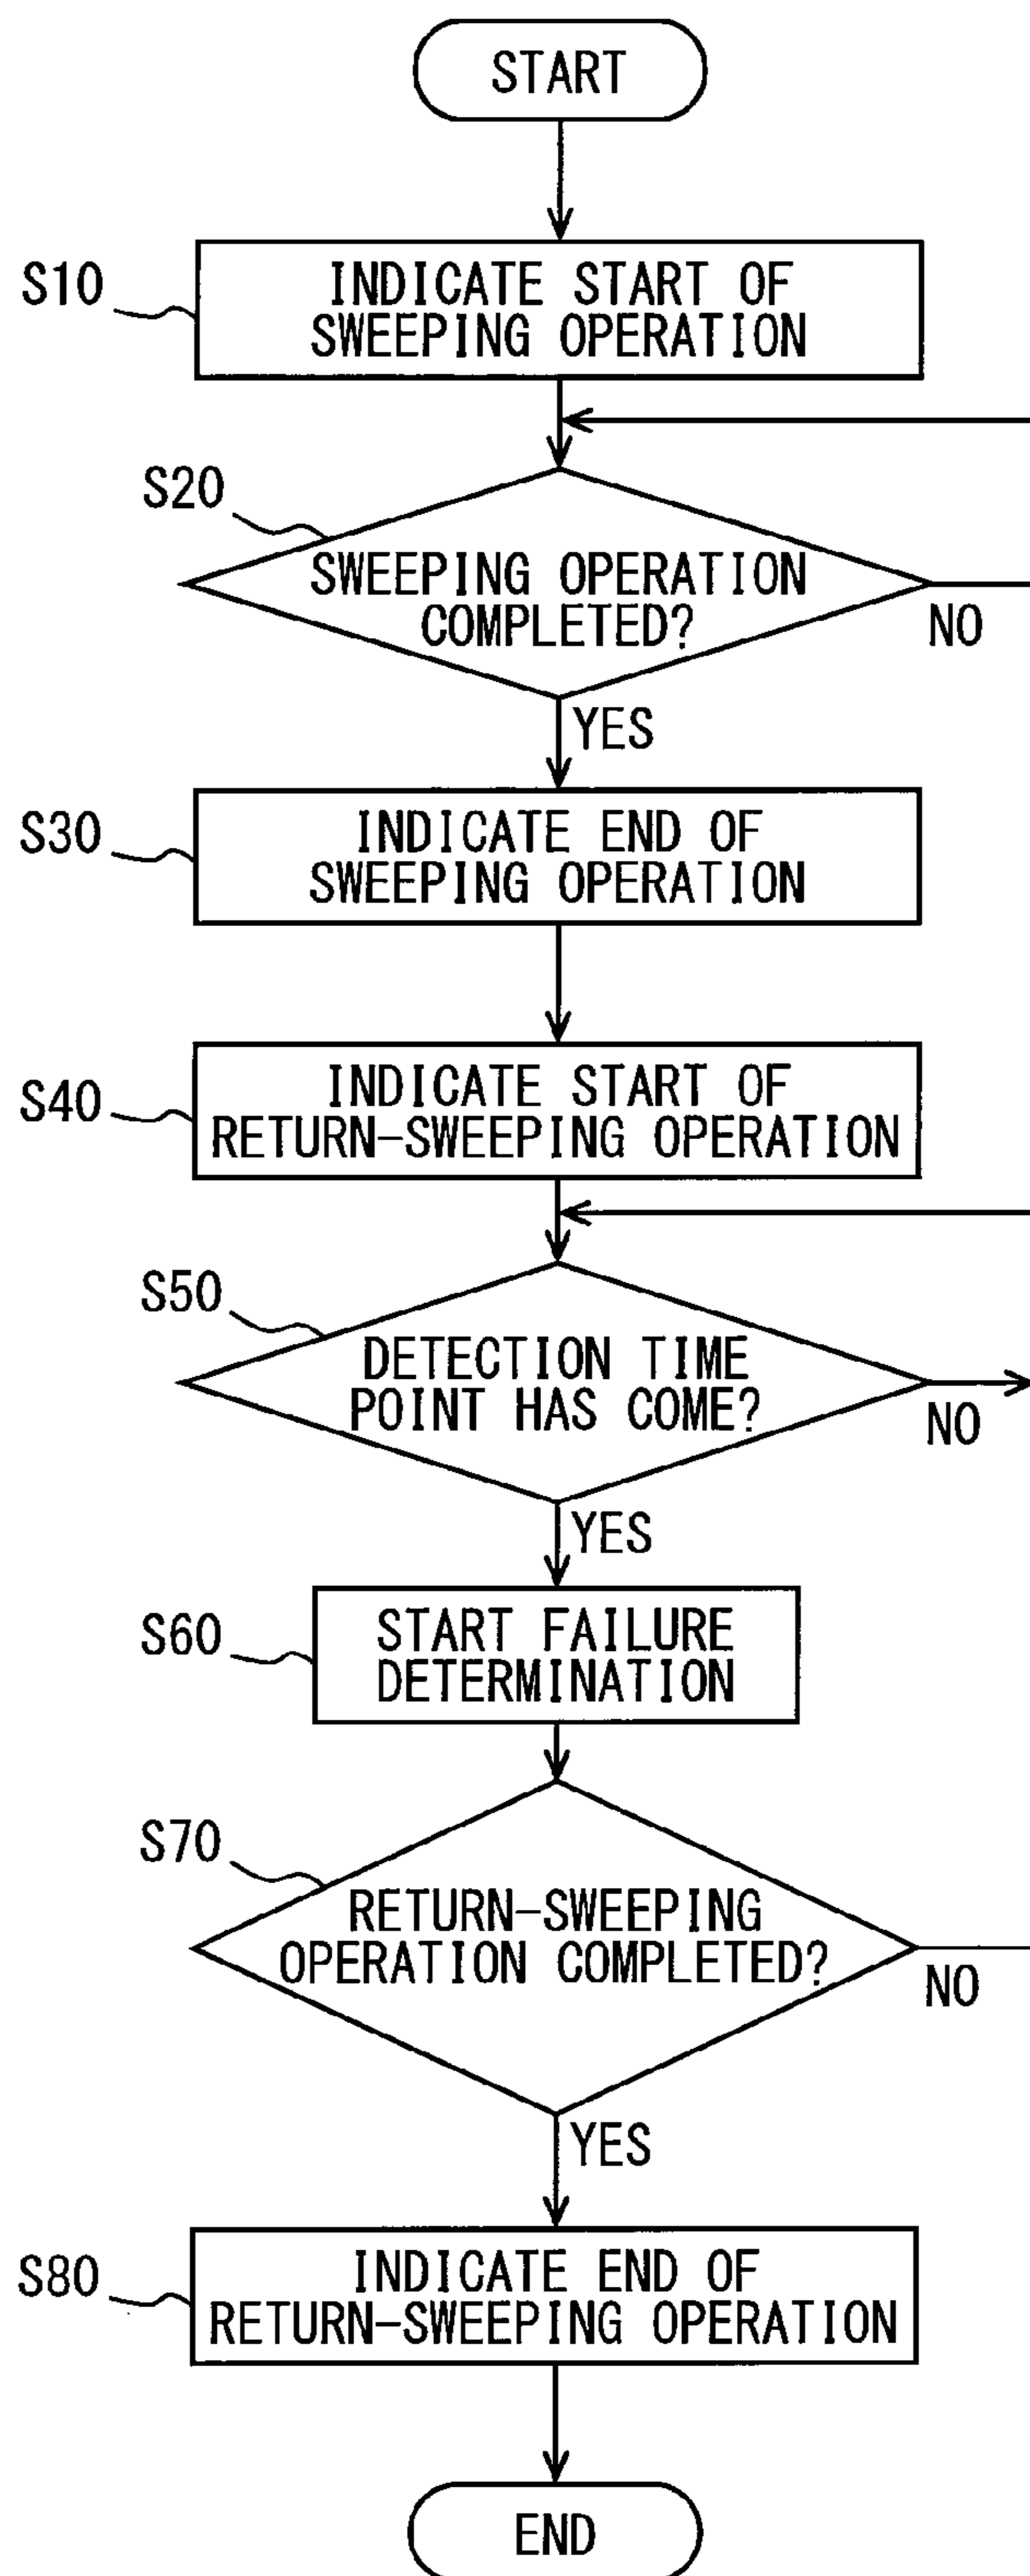 START
S10
INDICATE START OF
SWEEPING OPERATION
S20
SWEEPING OPERATION
COMPLETED?
NO
YES
S30
INDICATE END OF
SWEEPING OPERATION
S40
INDICATE START OF
RETURN-SWEEPING OPERATION
S50
DETECTION TIME
POINT HAS COME?
NO
YES
S60
START FAILURE
DETERMINATION
S70
RETURN-SWEEPING
OPERATION COMPLETED?
NO
YES
S80
INDICATE END OF
RETURN-SWEEPING OPERATION
END